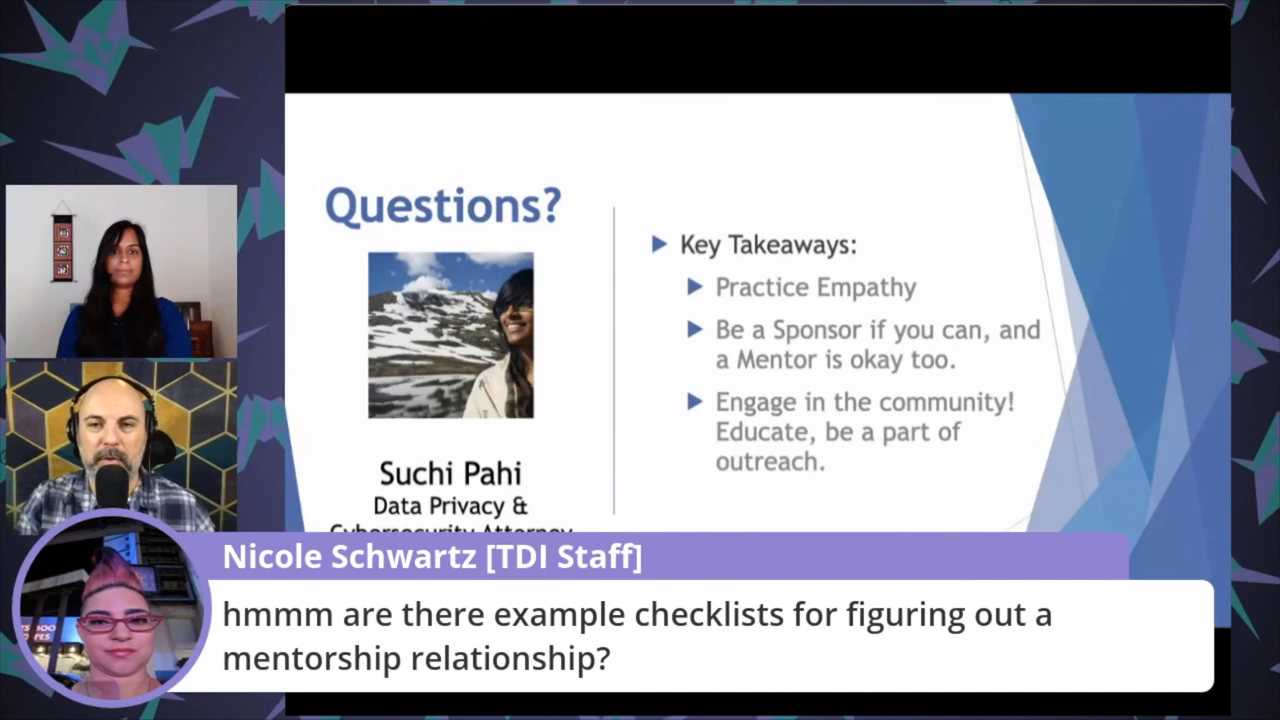 Questions?
Suchi Pahi
Data Privacy &
Cybersecurity Attorney
Key Takeaways:
Practice Empathy
Be a Sponsor if you can, and
a Mentor is okay too.
Engage in the community!
Educate, be a part of
outreach.
Nicole Schwartz [TDI Staff]
hmmm are there example checklists for figuring out a
mentorship relationship?